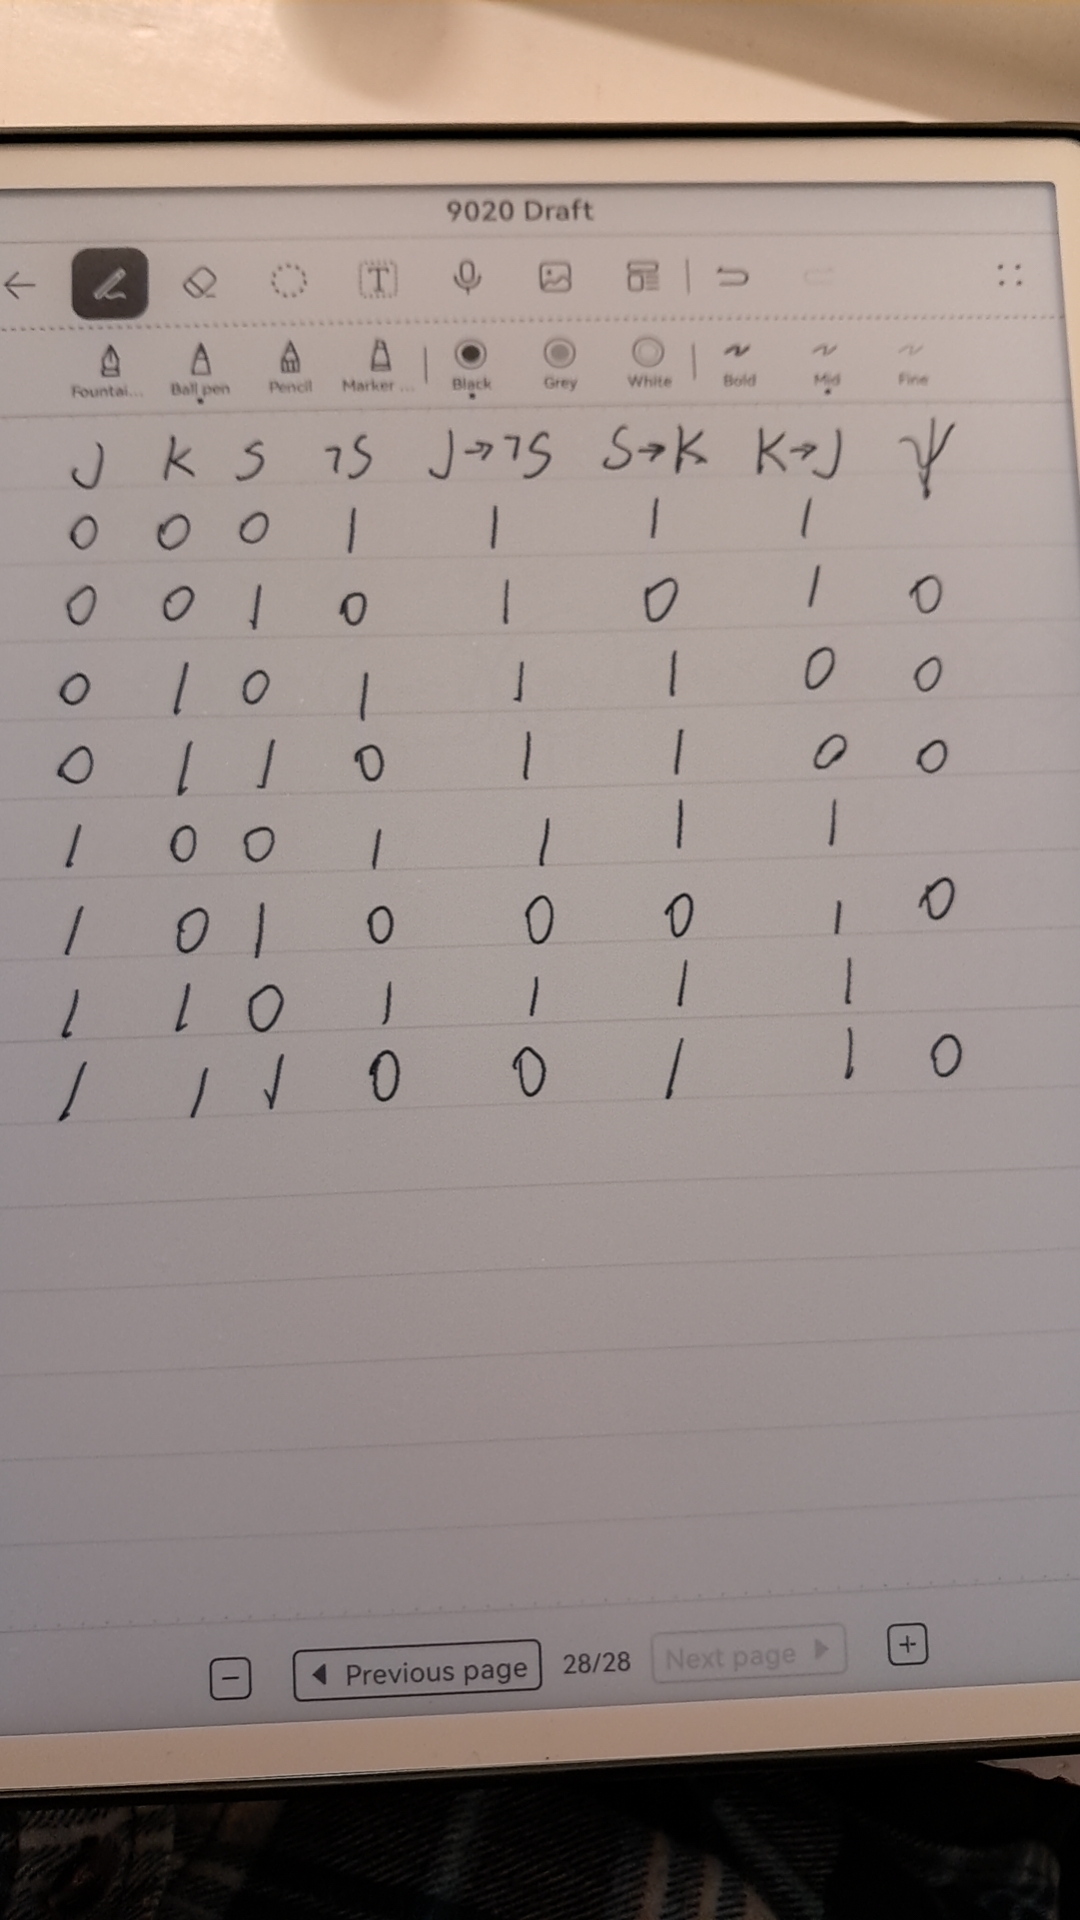 9020 Draft
Fountai... Ball pen Pencil Marker ... Black Grey White Bold Mid Fine
J K S ¬S J→¬S S→K K→J Ψ
0 0 0 1 1 1 1
0 0 1 0 1 0 1 0
0 1 0 1 1 1 0 0
0 1 1 0 1 1 0 0
1 0 0 1 1 1 1
1 0 1 0 0 0 1 0
1 1 0 1 1 1 1
1 1 1 0 0 1 1 0
Previous page 28/28 Next page